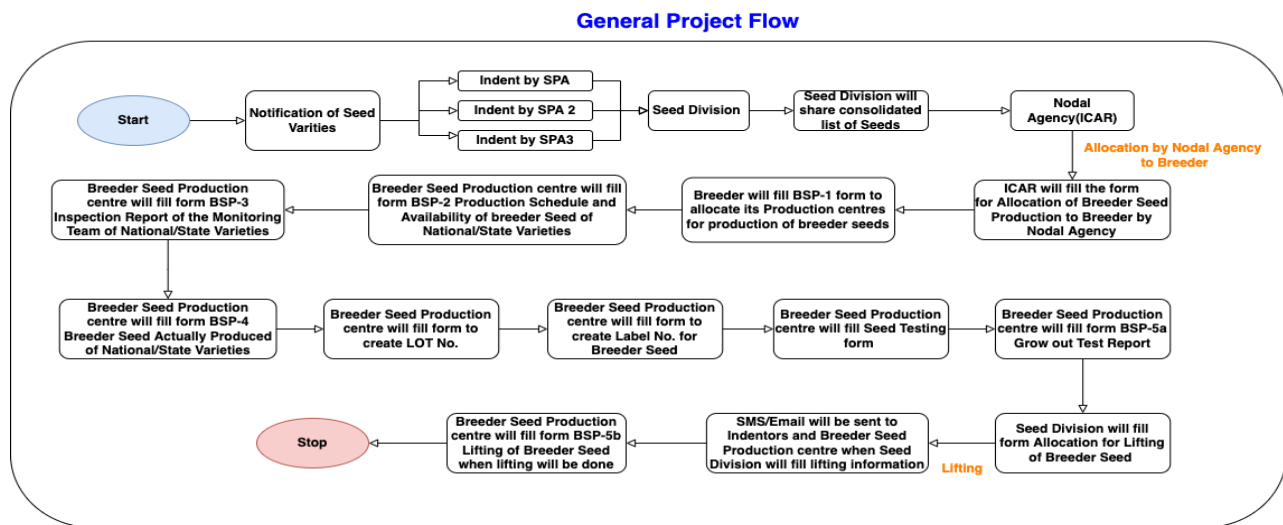 General Project Flow
Start
Notification of Seed
Varities
Indent by SPA
Indent by SPA 2
Indent by SPA3
Seed Division
Seed Division will
share consolidated
list of Seeds
Nodal
Agency(ICAR)
Allocation by Nodal Agency
to Breeder
ICAR will fill the form
for Allocation of Breeder Seed
Production to Breeder by
Nodal Agency
Breeder will fill BSP-1 form to
allocate its Production centres
for production of breeder seeds
Breeder Seed Production centre will fill
form BSP-2 Production Schedule and
Availability of breeder Seed of
National/State Varieties
Breeder Seed Production
centre will fill form BSP-3
Inspection Report of the Monitoring
Team of National/State Varieties
Breeder Seed Production
centre will fill form BSP-4
Breeder Seed Actually Produced
of National/State Varieties
Breeder Seed Production
centre will fill form to
create LOT No.
Breeder Seed Production
centre will fill form to
create Label No. for
Breeder Seed
Breeder Seed Production
centre will fill Seed Testing
form
Breeder Seed Production
centre will fill form BSP-5a
Grow out Test Report
Seed Division will fill
form Allocation for Lifting
of Breeder Seed
Lifting
SMS/Email will be sent to
Indentors and Breeder Seed
Production centre when Seed
Division will fill lifting information
Breeder Seed Production
centre will fill form BSP-5b
Lifting of Breeder Seed
when lifting will be done
Stop